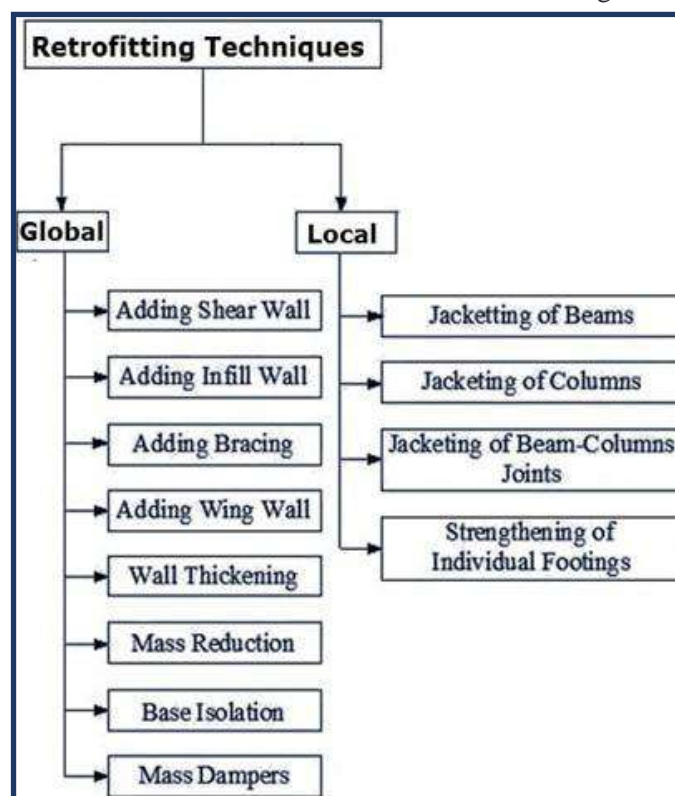 Retrofitting Techniques
Global
Local
Adding Shear Wall
Adding Infill Wall
Adding Bracing
Adding Wing Wall
Wall Thickening
Mass Reduction
Base Isolation
Mass Dampers
Jacketting of Beams
Jacketing of Columns
Jacketing of Beam-Columns
Joints
Strengthening of
Individual Footings